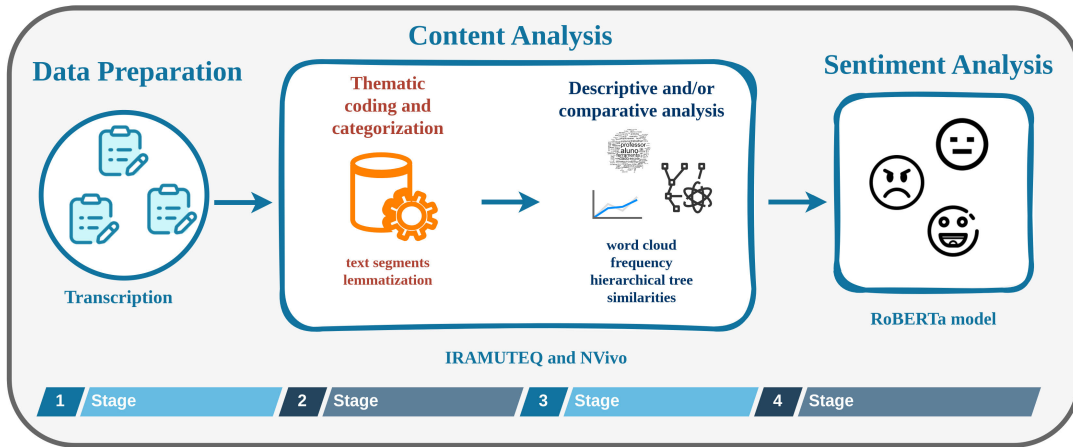 Content Analysis
Data Preparation
Sentiment Analysis
Thematic
coding and
categorization
Descriptive and/or
comparative analysis
professor
aluno
ferramenta
text segments
lemmatization
word cloud
frequency
hierarchical tree
similarities
Transcription
RoBERTa model
IRAMUTEQ and NVivo
1 Stage
2 Stage
3 Stage
4 Stage